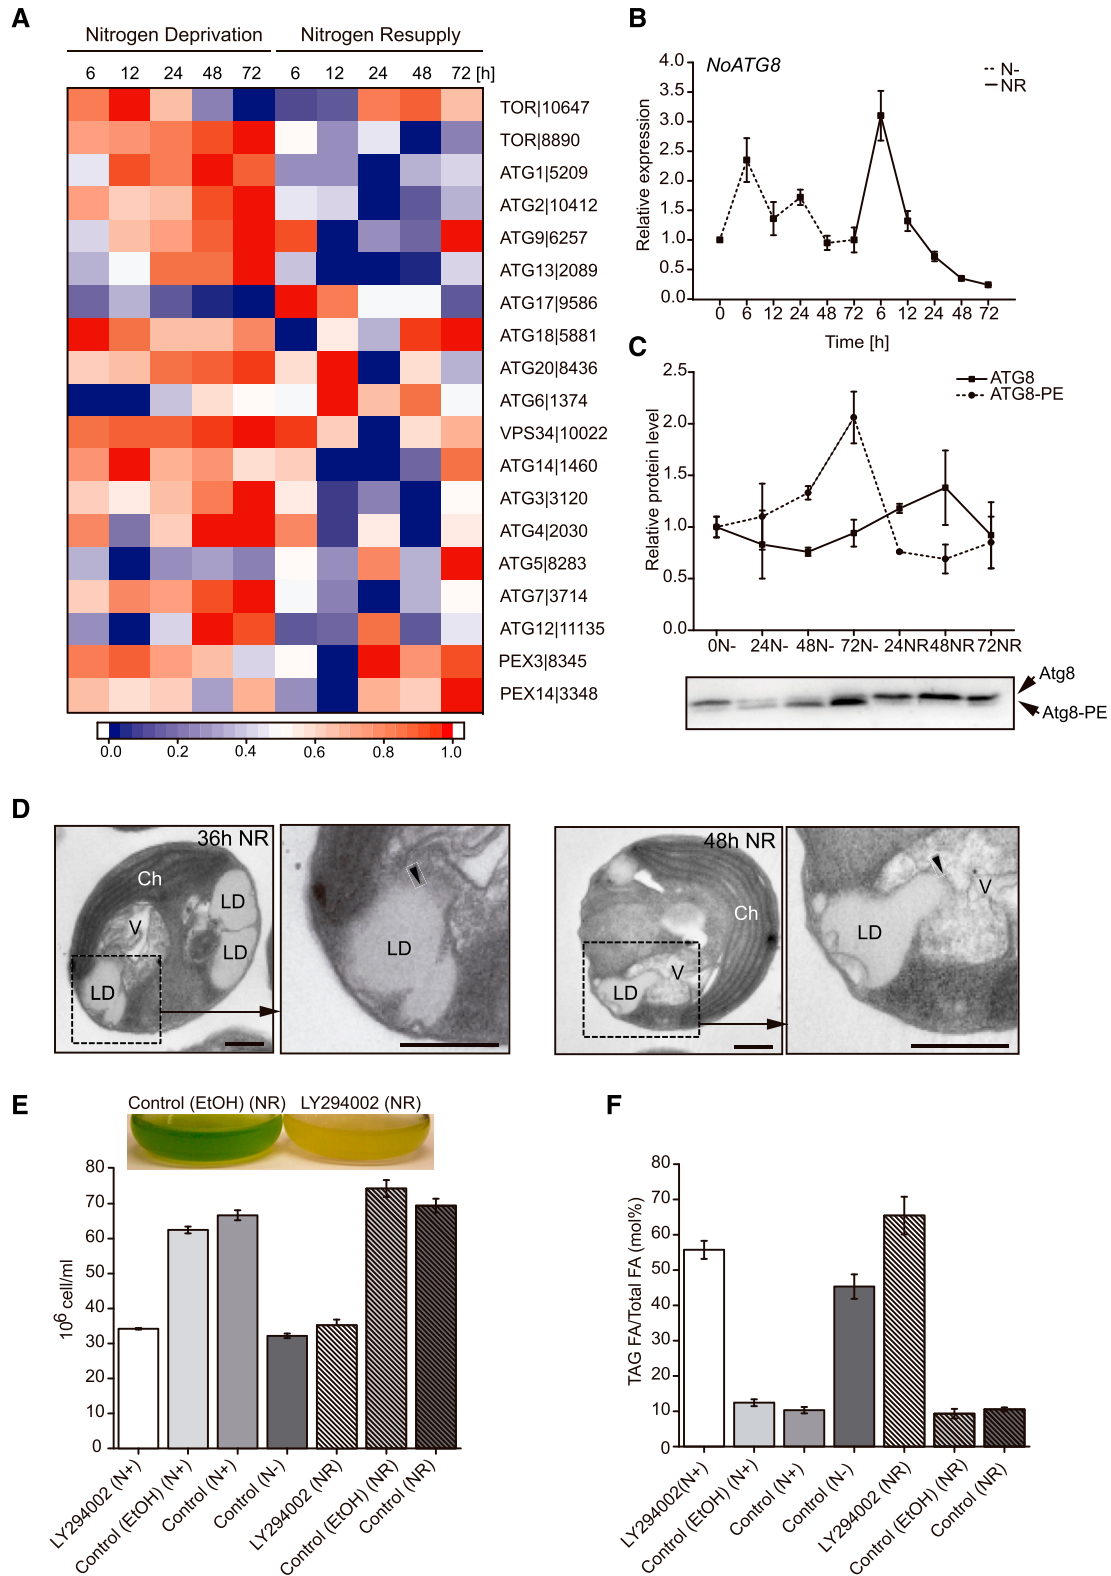 A
Nitrogen Deprivation Nitrogen Resupply
6 12 24 48 72 6 12 24 48 72 [h]
TOR|10647
TOR|8890
ATG1|5209
ATG2|10412
ATG9|6257
ATG13|2089
ATG17|9586
ATG18|5881
ATG20|8436
ATG6|1374
VPS34|10022
ATG14|1460
ATG3|3120
ATG4|2030
ATG5|8283
ATG7|3714
ATG12|11135
PEX3|8345
PEX14|3348
0.0 0.2 0.4 0.6 0.8 1.0
B
NoATG8
N-
NR
Relative expression
4.0
3.5
3.0
2.5
2.0
1.5
1.0
0.5
0.0
0 6 12 24 48 72 6 12 24 48 72
Time [h]
C
ATG8
ATG8-PE
Relative protein level
2.5
2.0
1.5
1.0
0.5
0.0
0N- 24N- 48N- 72N- 24NR 48NR 72NR
Atg8
Atg8-PE
D
36h NR
Ch
LD
V
LD
LD
LD
48h NR
Ch
V
LD
V
LD
E
Control (EtOH) (NR) LY294002 (NR)
10^6 cell/ml
80
70
60
50
40
30
20
10
0
LY294002 (N+)
Control (EtOH) (N+)
Control (N+)
Control (N-)
LY294002 (NR)
Control (EtOH) (NR)
Control (NR)
F
TAG FA/Total FA (mol%)
80
70
60
50
40
30
20
10
0
LY294002(N+)
Control (EtOH) (N+)
Control (N+)
Control (N-)
LY294002 (NR)
Control (EtOH) (NR)
Control (NR)